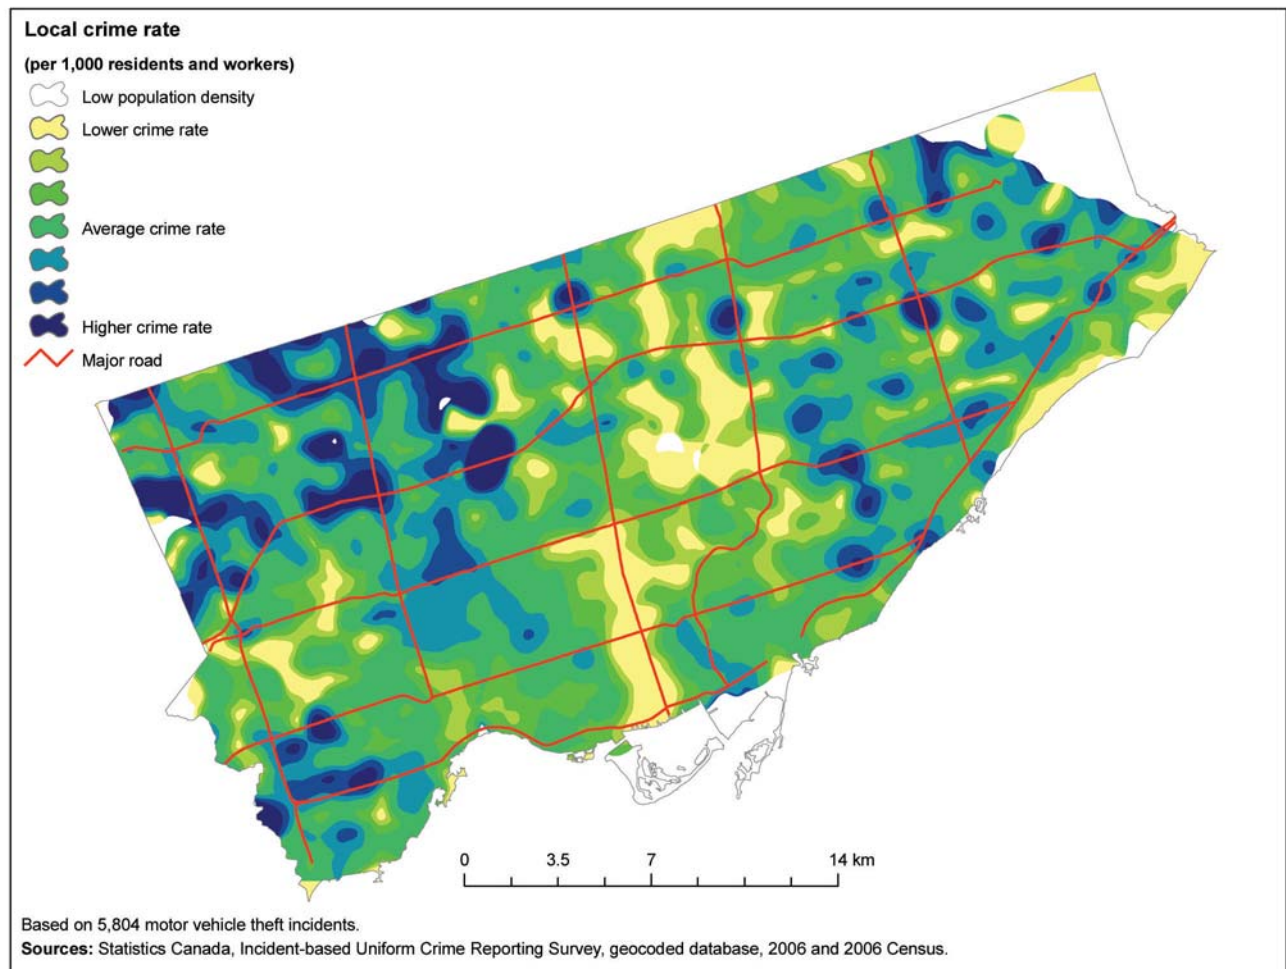 Local crime rate
(per 1,000 residents and workers)
Low population density
Lower crime rate
Average crime rate
Higher crime rate
Major road
0 3.5 7 14 km
Based on 5,804 motor vehicle theft incidents.
Sources: Statistics Canada, Incident-based Uniform Crime Reporting Survey, geocoded database, 2006 and 2006 Census.